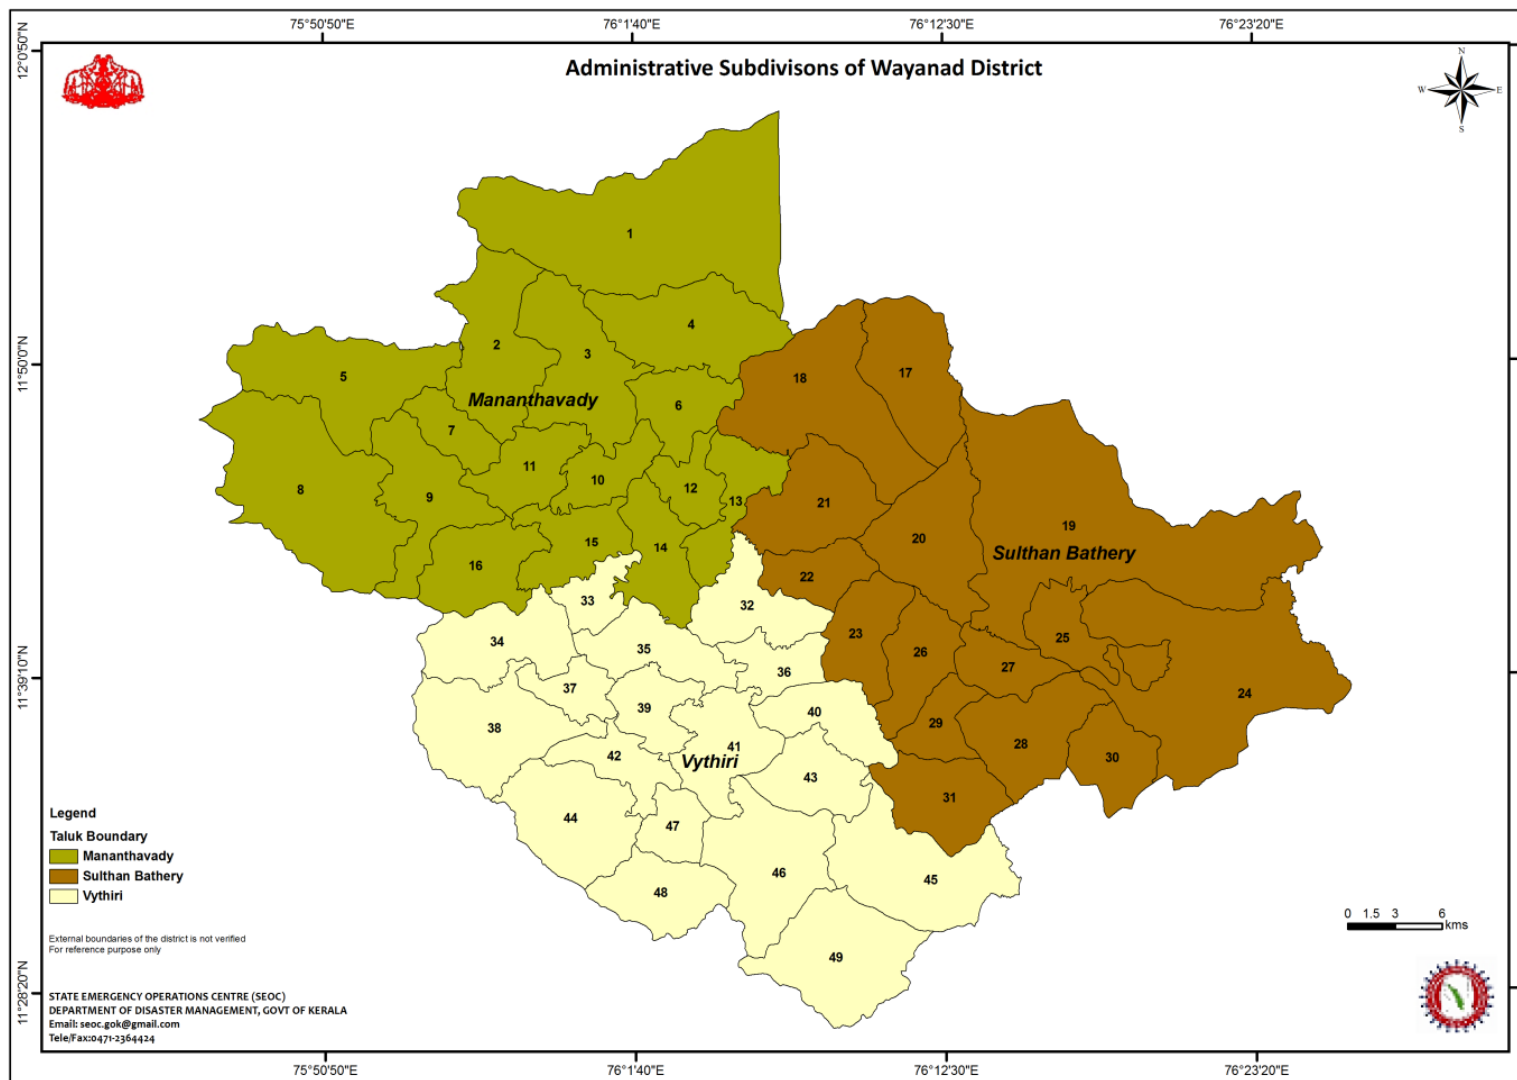 75°50'50"E 76°1'40"E 76°12'30"E 76°23'20"E
12°0'50"N
Administrative Subdivisons of Wayanad District
N
W E
S
1
4
2
3
11°50'0"N
5
18
17
Mananthavady
6
7
11
10
8
9
12
13
21
19
20
Sulthan Bathery
15
14
16
22
33
32
34
35
23
26
25
27
11°39'10"N
36
37
24
38
39
40
29
28
41
42
Vythiri
43
30
31
44
47
46
45
48
49
Legend
Taluk Boundary
Mananthavady
Sulthan Bathery
Vythiri
0 1.5 3 6
kms
External boundaries of the district is not verified
For reference purpose only
11°28'20"N
STATE EMERGENCY OPERATIONS CENTRE (SEOC)
DEPARTMENT OF DISASTER MANAGEMENT, GOVT OF KERALA
Email: seoc.gok@gmail.com
Tele/Fax:0471-2364424
75°50'50"E 76°1'40"E 76°12'30"E 76°23'20"E